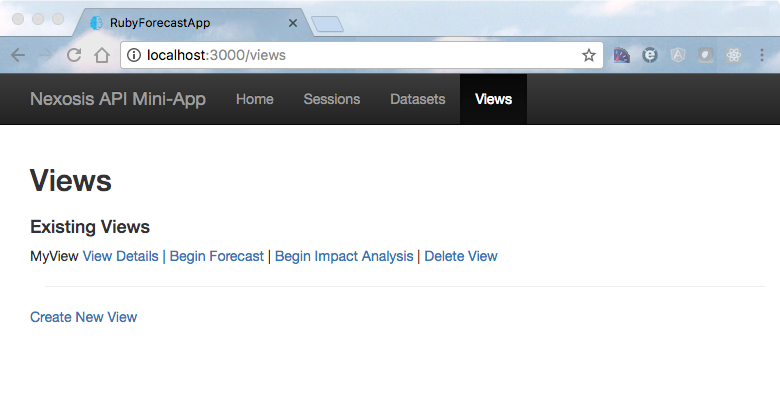 RubyForecastApp
localhost:3000/views
Nexosis API Mini-App Home Sessions Datasets Views
Views
Existing Views
MyView View Details | Begin Forecast | Begin Impact Analysis | Delete View
Create New View